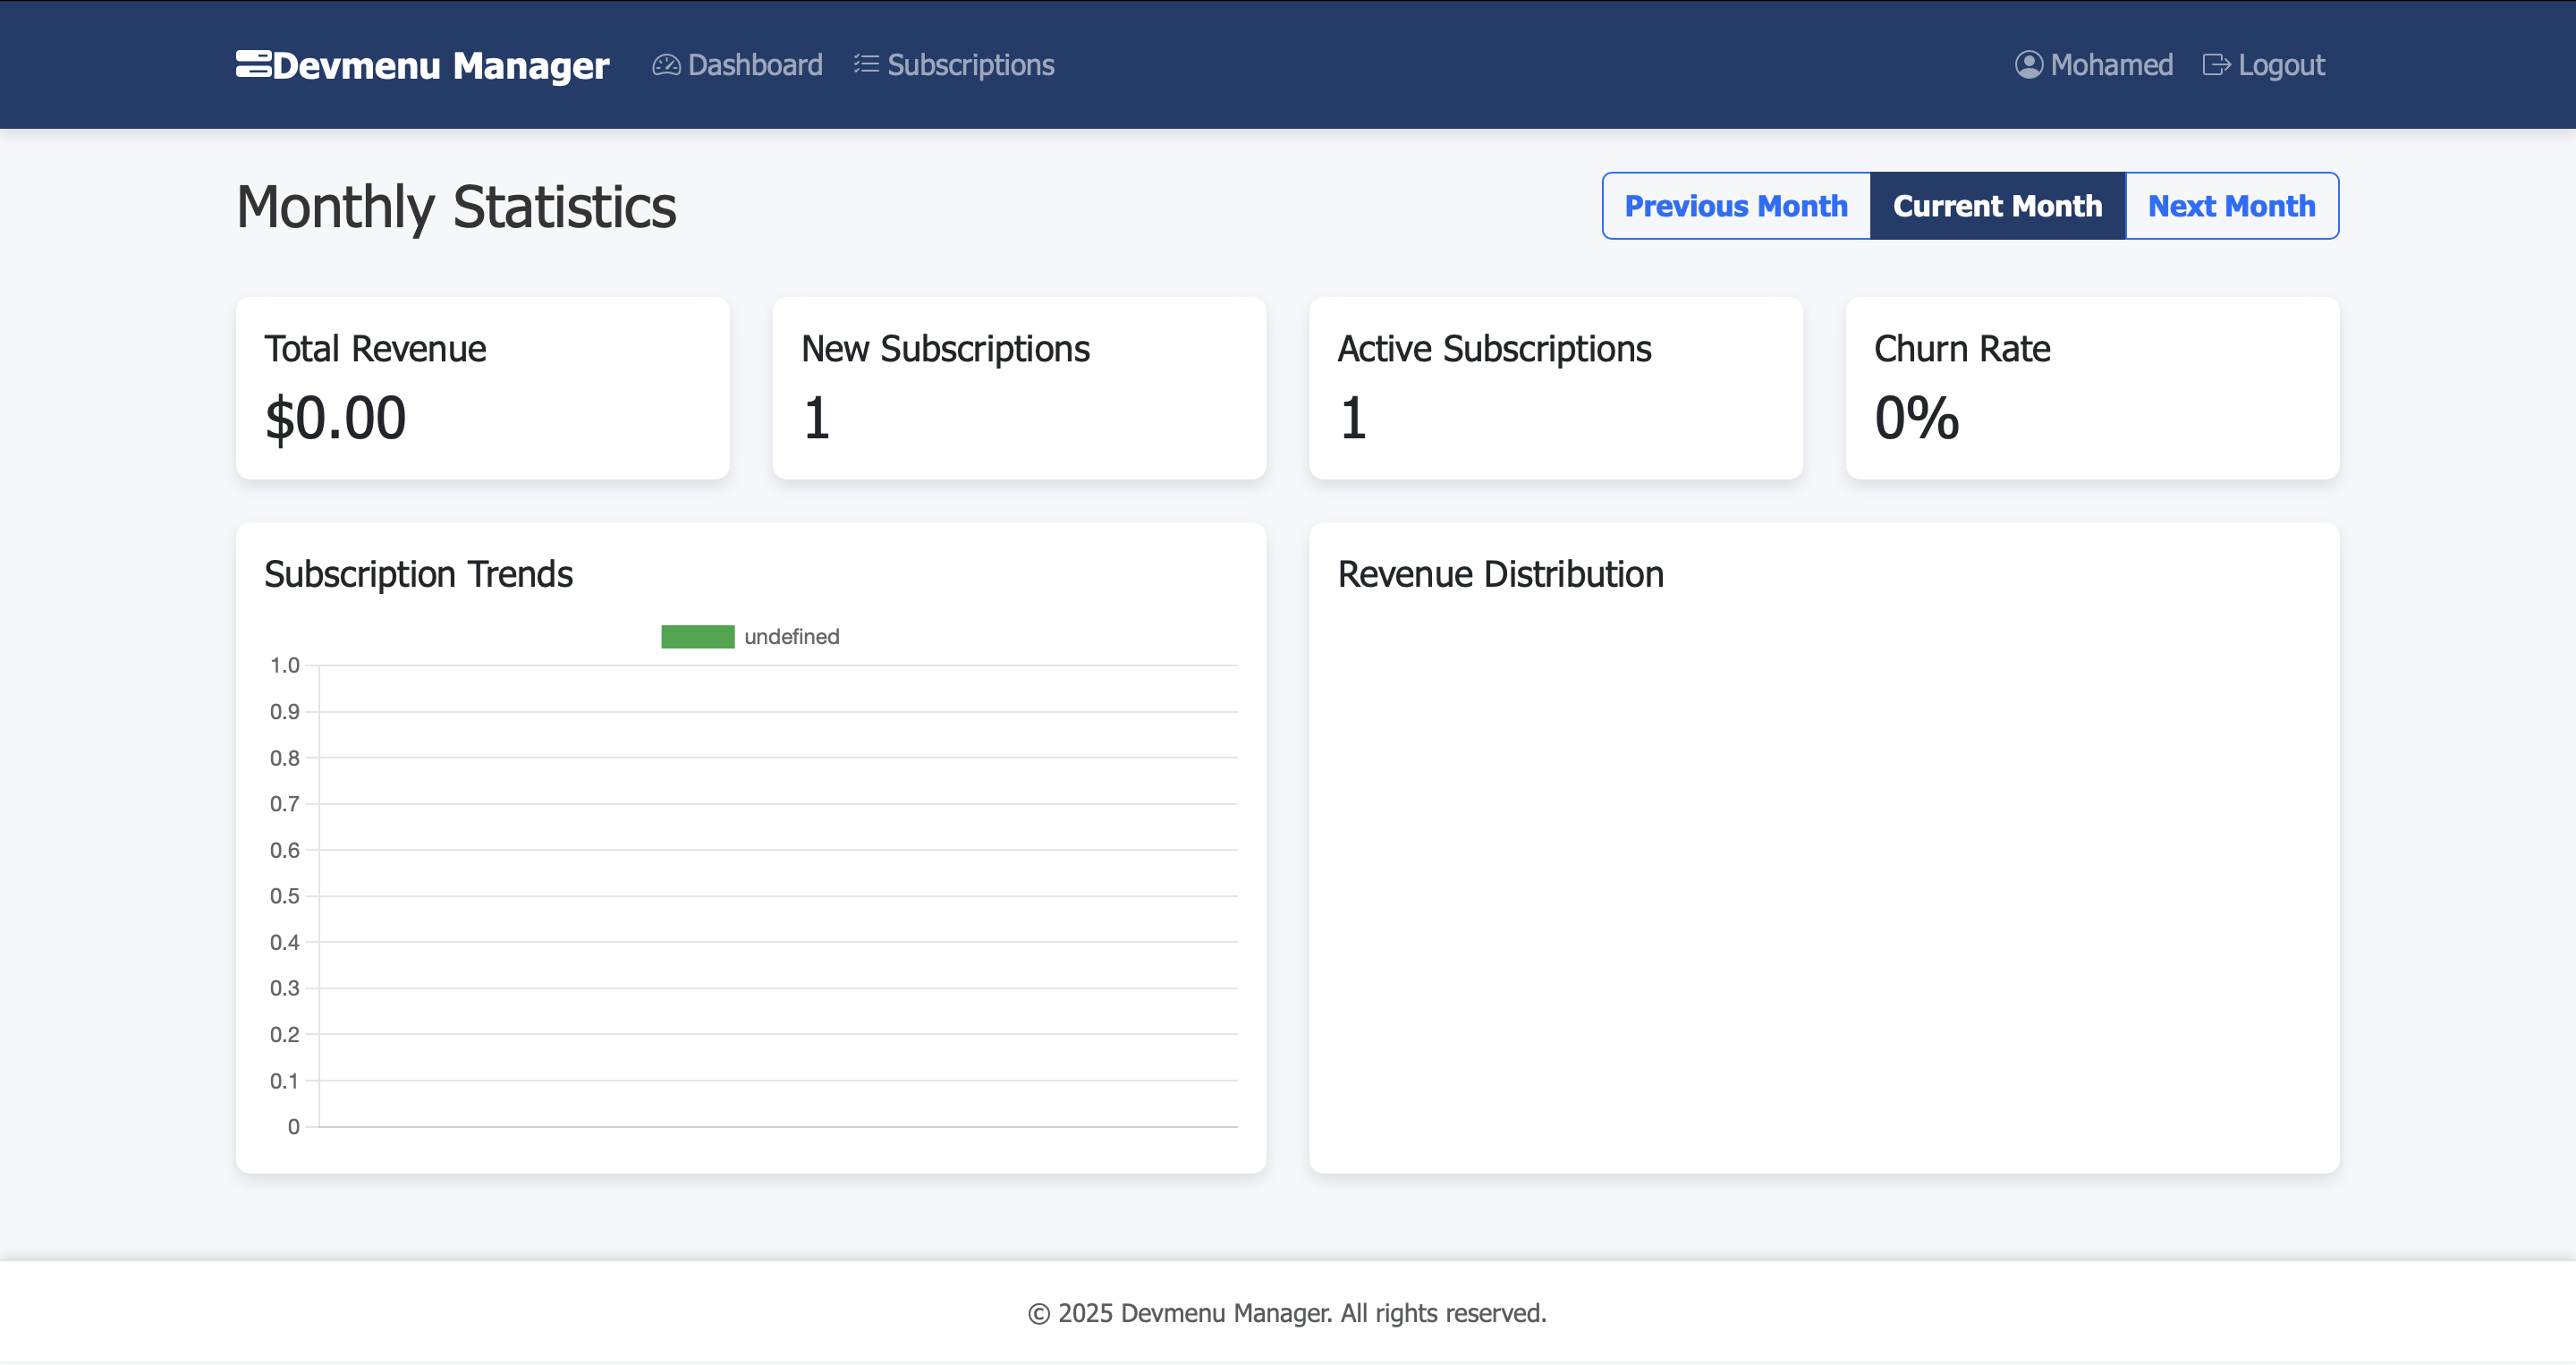 Devmenu Manager Dashboard Subscriptions Mohamed Logout
Monthly Statistics Previous Month Current Month Next Month
Total Revenue
$0.00
New Subscriptions
1
Active Subscriptions
1
Churn Rate
0%
Subscription Trends
undefined
1.0
0.9
0.8
0.7
0.6
0.5
0.4
0.3
0.2
0.1
0
Revenue Distribution
© 2025 Devmenu Manager. All rights reserved.